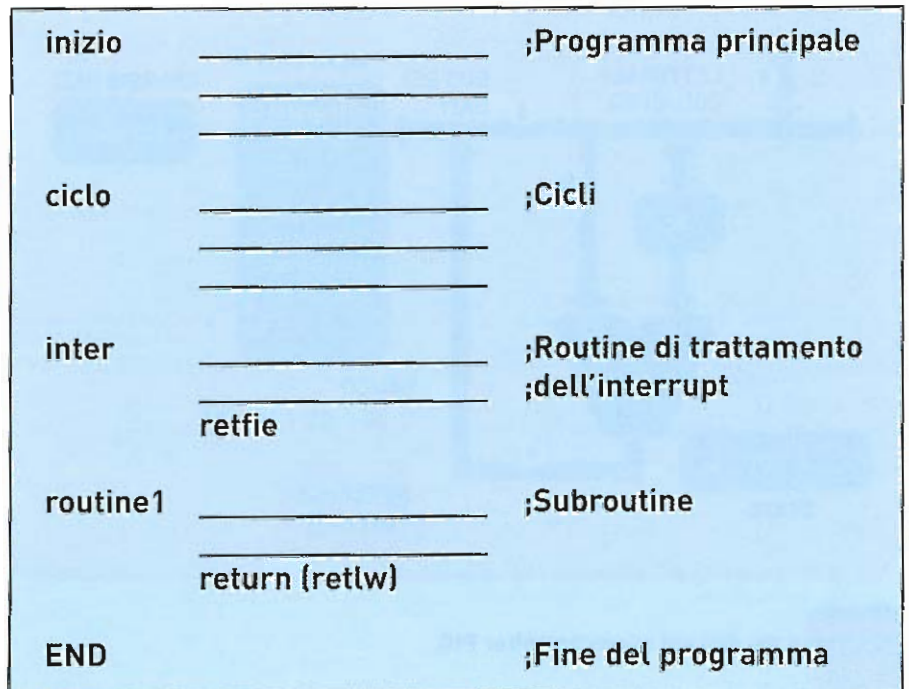 inizio ;Programma principale
ciclo ;Cicli
inter ;Routine di trattamento
;dell'interrupt
retfie
routine1 ;Subroutine
return (retlw)
END ;Fine del programma